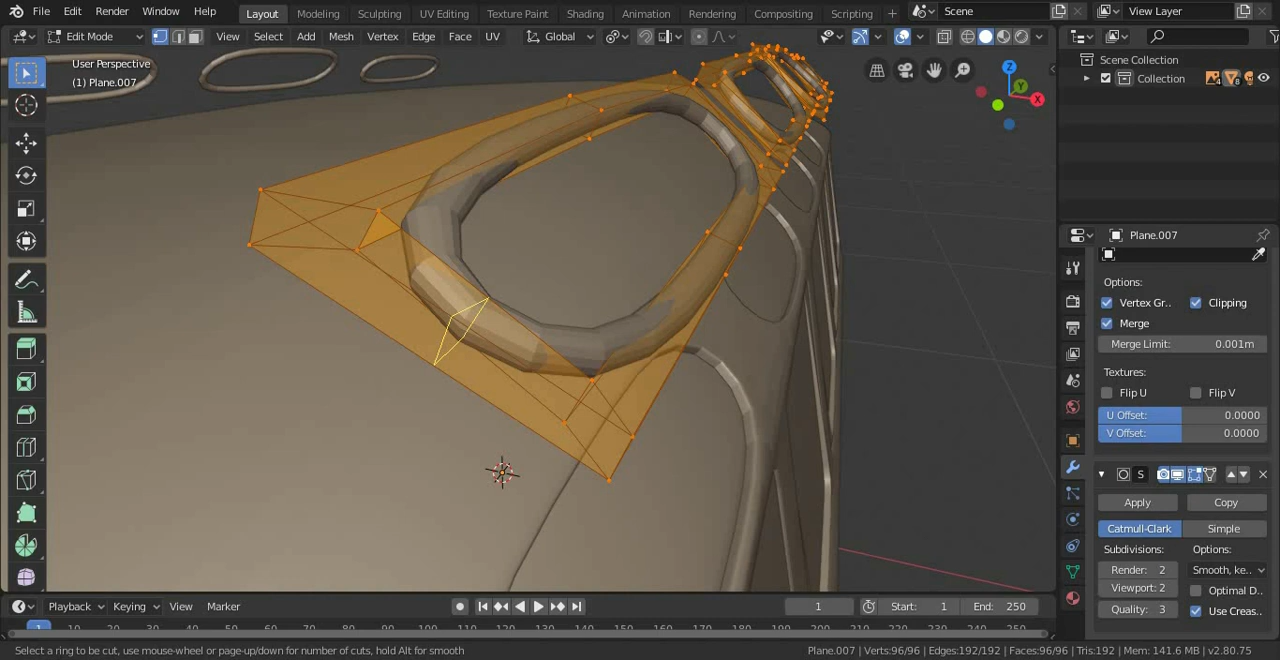 File Edit Render Window Help Layout Modeling Sculpting UV Editing Texture Paint Shading Animation Rendering Compositing Scripting + Scene View Layer
Edit Mode View Select Add Mesh Vertex Edge Face UV Global
User Perspective
(1) Plane.007
Z
Y
X
Scene Collection
Collection
Plane.007
Options:
Vertex Gr.. Clipping
Merge
Merge Limit: 0.001m
Textures:
Flip U Flip V
U Offset: 0.0000
V Offset: 0.0000
S
Apply Copy
Catmull-Clark Simple
Subdivisions: Options:
Render: 2 Smooth, ke..
Viewport: 2 Optimal D..
Quality: 3 Use Creas..
Playback Keying View Marker 1 Start: 1 End: 250
1 10 20 30 40 50 60 70 80 90 100 110 120 130 140 150 160 170 180 190 200 210 220 230 240 250
Select a ring to be cut, use mouse-wheel or page-up/down for number of cuts, hold Alt for smooth
Plane.007 | Verts:96/96 | Edges:192/192 | Faces:96/96 | Tris:192 | Mem: 141.6 MB | v2.80.75